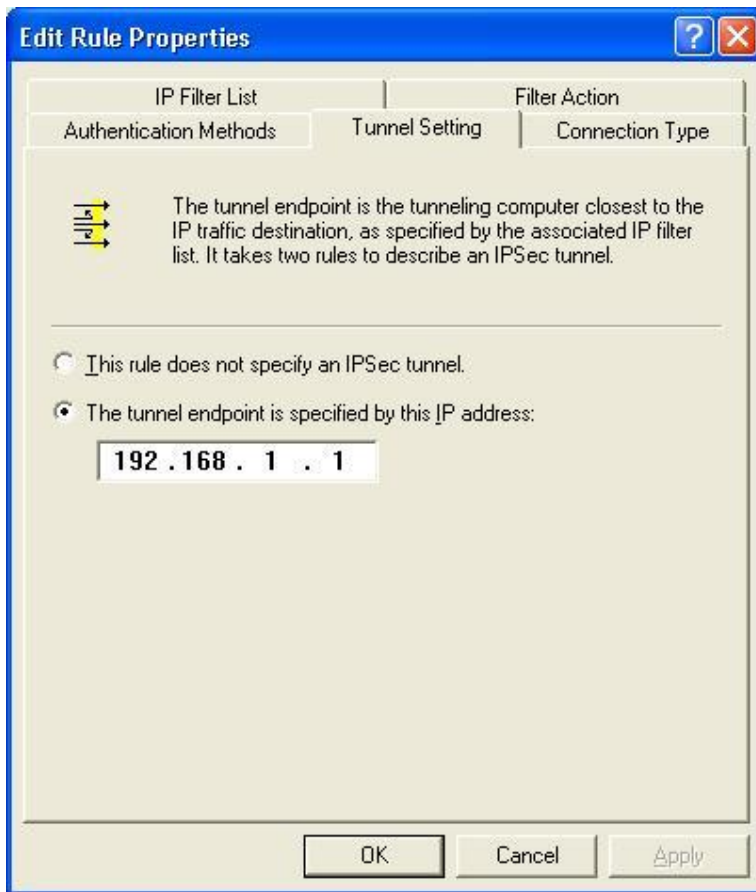 Edit Rule Properties
IP Filter List
Filter Action
Authentication Methods
Tunnel Setting
Connection Type
The tunnel endpoint is the tunneling computer closest to the
IP traffic destination, as specified by the associated IP filter
list. It takes two rules to describe an IPSec tunnel.
This rule does not specify an IPSec tunnel.
The tunnel endpoint is specified by this IP address:
192 . 168 . 1 . 1
OK
Cancel
Apply